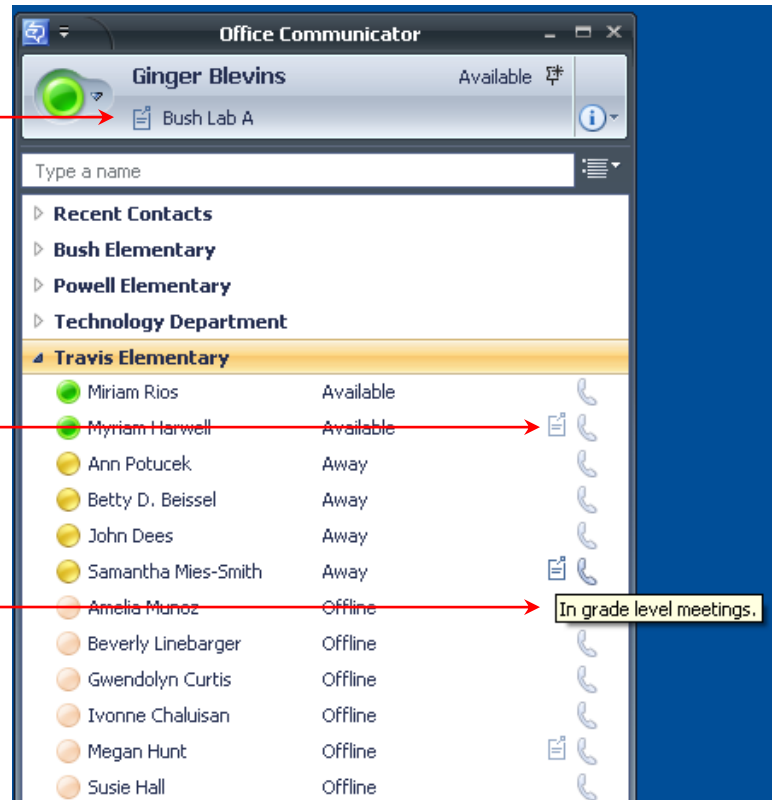 Office Communicator
Ginger Blevins Available
Bush Lab A
Type a name
Recent Contacts
Bush Elementary
Powell Elementary
Technology Department
Travis Elementary
Miriam Rios Available
Myriam Harwell Available
Ann Potucek Away
Betty D. Beissel Away
John Dees Away
Samantha Mies-Smith Away
Amelia Munoz Offline
In grade level meetings.
Beverly Linebarger Offline
Gwendolyn Curtis Offline
Ivonne Chaluisan Offline
Megan Hunt Offline
Susie Hall Offline